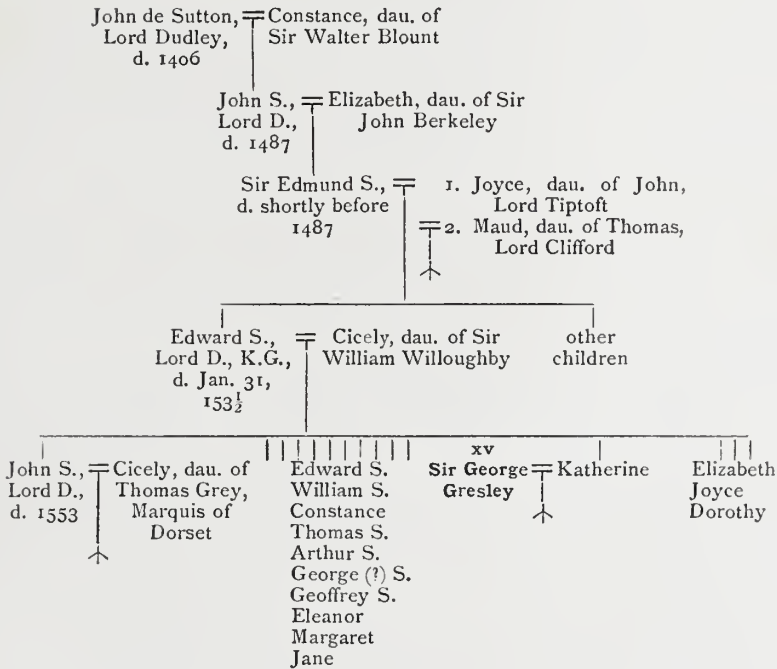 John de Sutton, Constance, dau. of
Lord Dudley, Sir Walter Blount
d. 1406
John S., Elizabeth, dau. of Sir
Lord D., John Berkeley
d. 1487
Sir Edmund S., 1. Joyce, dau. of John,
d. shortly before Lord Tiptoft
1487 2. Maud, dau. of Thomas,
Lord Clifford
Edward S., Cicely, dau. of Sir other
Lord D., K.G., William Willoughby children
d. Jan. 31,
153½
John S., Cicely, dau. of Edward S. xv Elizabeth
Lord D., Thomas Grey, William S. Sir George Katherine Joyce
d. 1553 Marquis of Constance Gresley Dorothy
Dorset Thomas S.
Arthur S.
George (?) S.
Geoffrey S.
Eleanor
Margaret
Jane